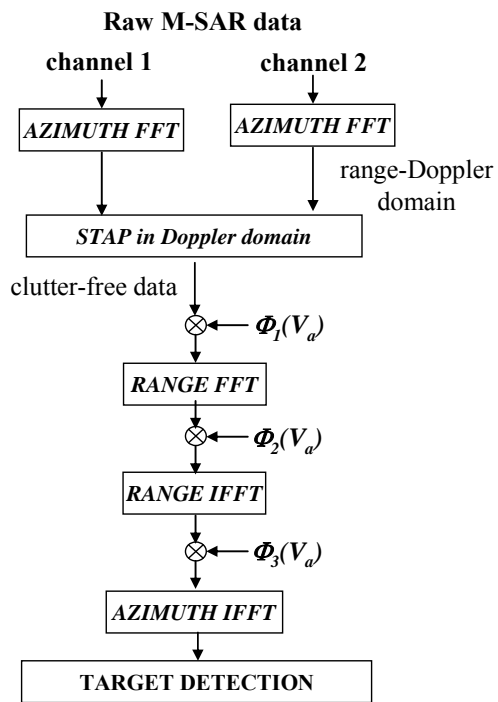 Raw M-SAR data
channel 1
channel 2
AZIMUTH FFT
AZIMUTH FFT
range-Doppler
domain
STAP in Doppler domain
clutter-free data
Φ₁(Vₐ)
RANGE FFT
Φ₂(Vₐ)
RANGE IFFT
Φ₃(Vₐ)
AZIMUTH IFFT
TARGET DETECTION